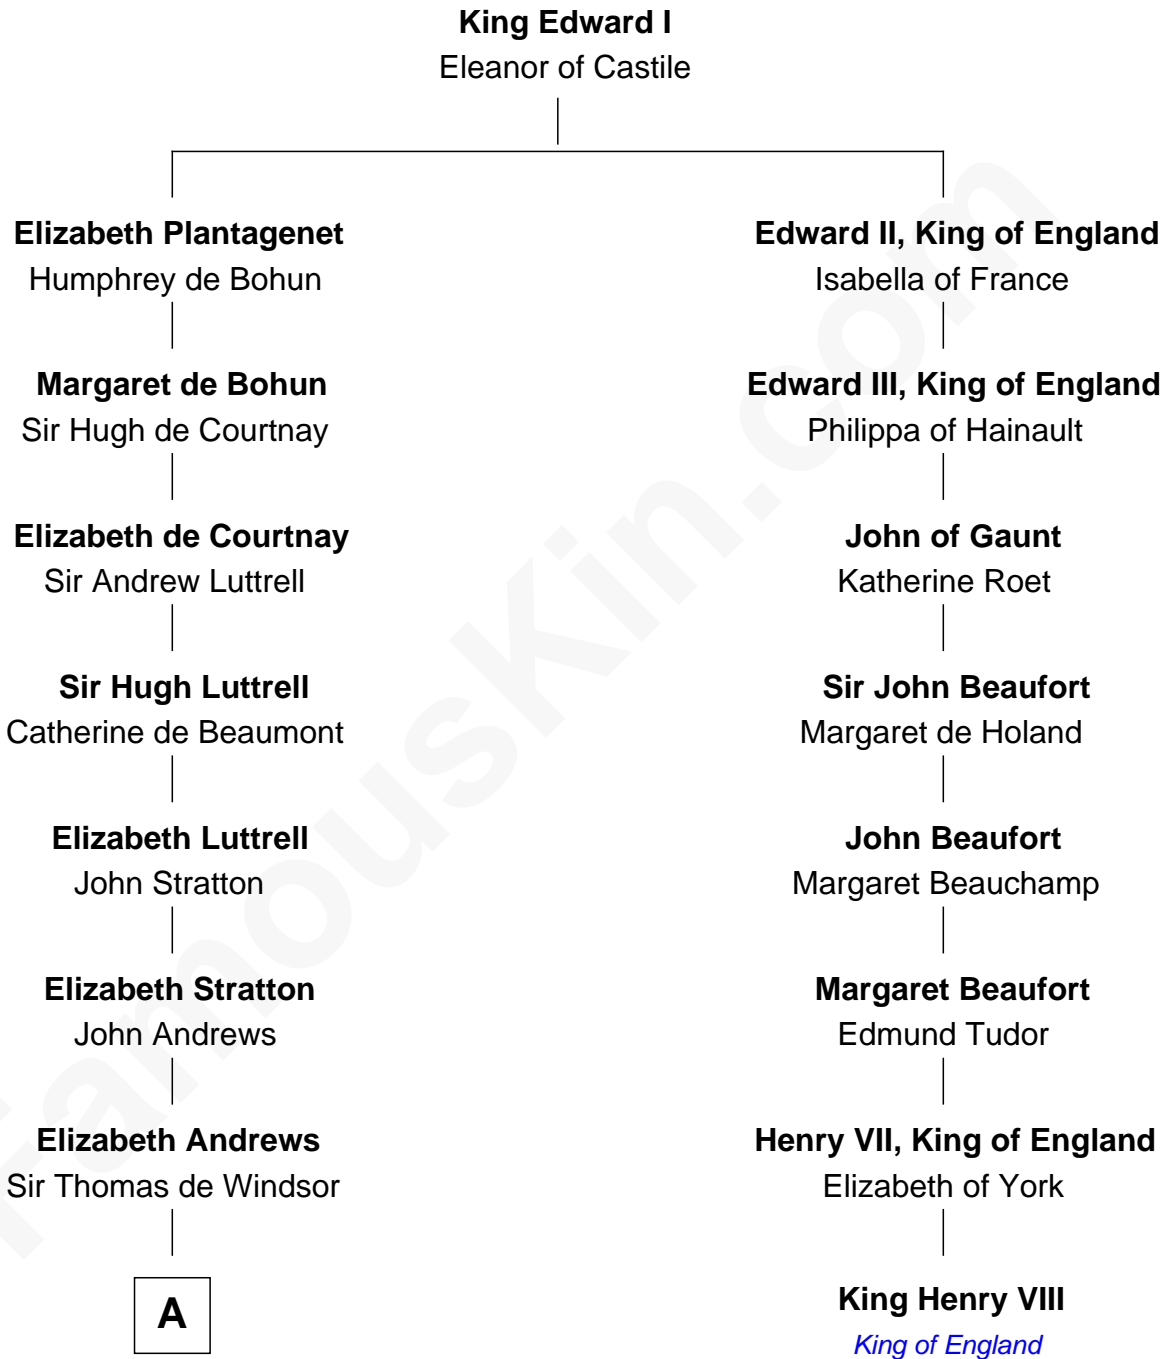 King Edward I
Eleanor of Castile
Elizabeth Plantagenet
Humphrey de Bohun
Margaret de Bohun
Sir Hugh de Courtnay
Elizabeth de Courtnay
Sir Andrew Luttrell
Sir Hugh Luttrell
Catherine de Beaumont
Elizabeth Luttrell
John Stratton
Elizabeth Stratton
John Andrews
Elizabeth Andrews
Sir Thomas de Windsor
A
Edward II, King of England
Isabella of France
Edward III, King of England
Philippa of Hainault
John of Gaunt
Katherine Roet
Sir John Beaufort
Margaret de Holand
John Beaufort
Margaret Beauchamp
Margaret Beaufort
Edmund Tudor
Henry VII, King of England
Elizabeth of York
King Henry VIII
King of England
FamousKin.com